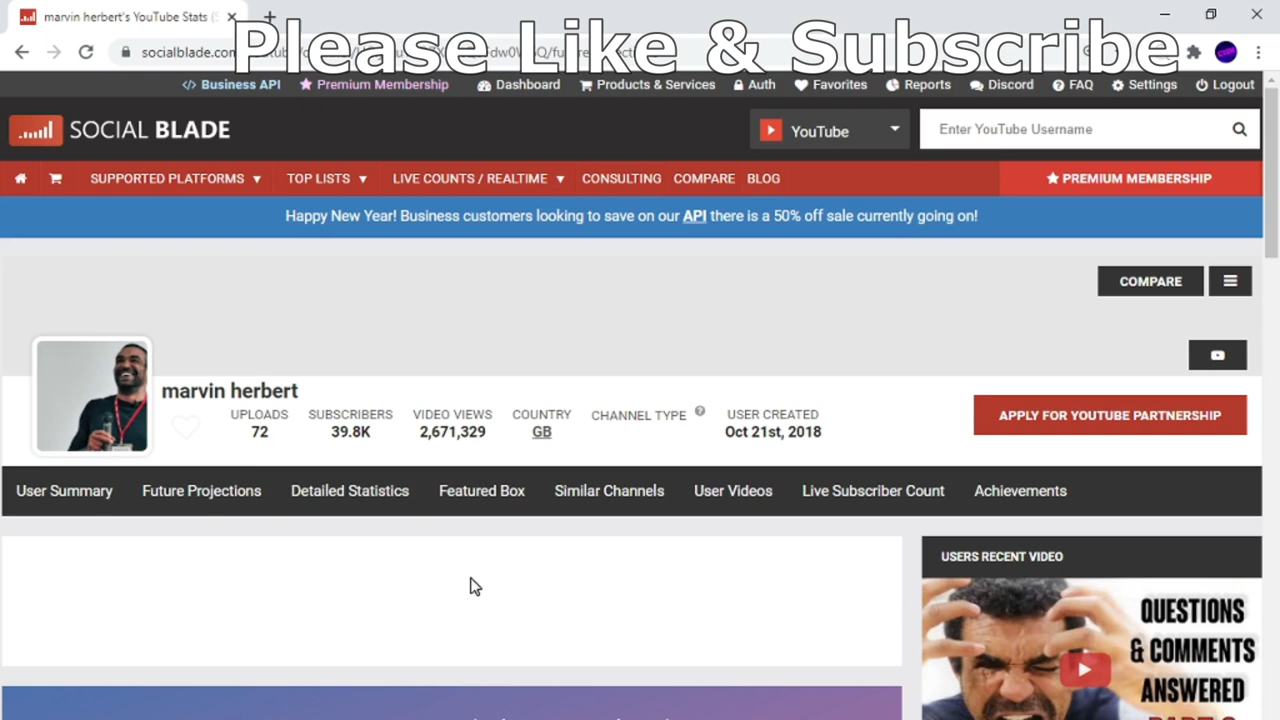 marvin herbert's YouTube Stats (S
Please Like & Subscribe
socialblade.com
Business API Premium Membership Dashboard Products & Services Auth Favorites Reports Discord FAQ Settings Logout
SOCIAL BLADE
YouTube
Enter YouTube Username
SUPPORTED PLATFORMS TOP LISTS LIVE COUNTS / REALTIME CONSULTING COMPARE BLOG PREMIUM MEMBERSHIP
Happy New Year! Business customers looking to save on our API there is a 50% off sale currently going on!
COMPARE
marvin herbert
UPLOADS SUBSCRIBERS VIDEO VIEWS COUNTRY CHANNEL TYPE USER CREATED
72 39.8K 2,671,329 GB Oct 21st, 2018
APPLY FOR YOUTUBE PARTNERSHIP
User Summary Future Projections Detailed Statistics Featured Box Similar Channels User Videos Live Subscriber Count Achievements
USERS RECENT VIDEO
QUESTIONS
& COMMENTS
ANSWERED